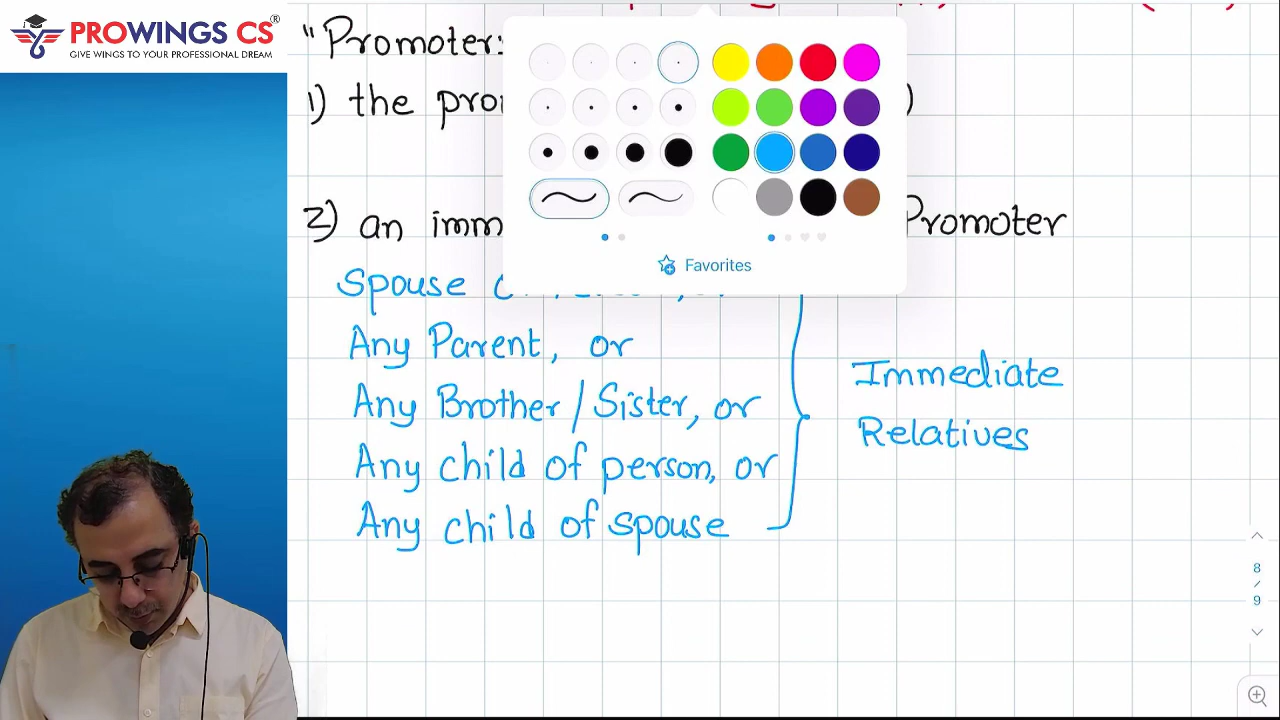 PROWINGS CS®
GIVE WINGS TO YOUR PROFESSIONAL DREAM
"Promoter
1) the pro )
2) an imm Promoter
Spouse
Any Parent, or
Any Brother/Sister, or
Any child of person, or
Any child of spouse
Immediate
Relatives
Favorites
8
9